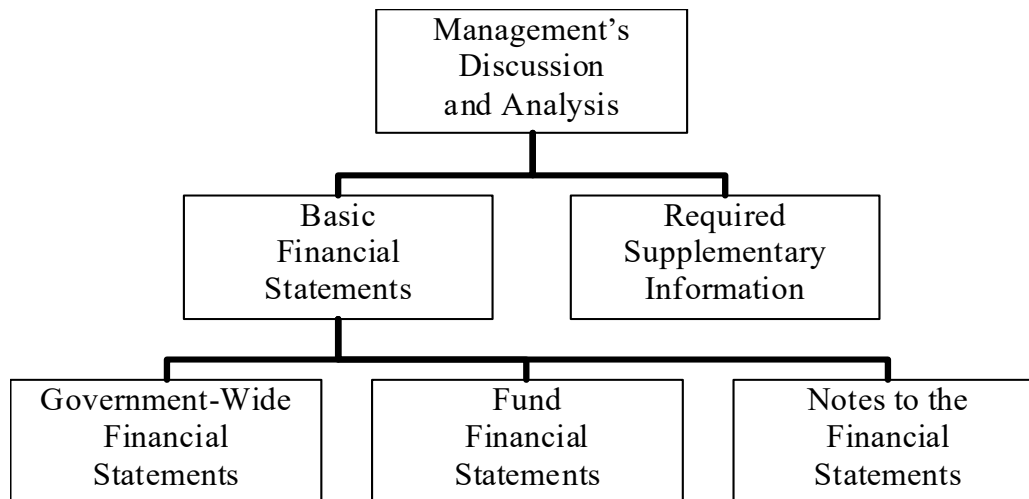 Management’s
Discussion
and Analysis
Basic
Financial
Statements
Required
Supplementary
Information
Government-Wide
Financial
Statements
Fund
Financial
Statements
Notes to the
Financial
Statements